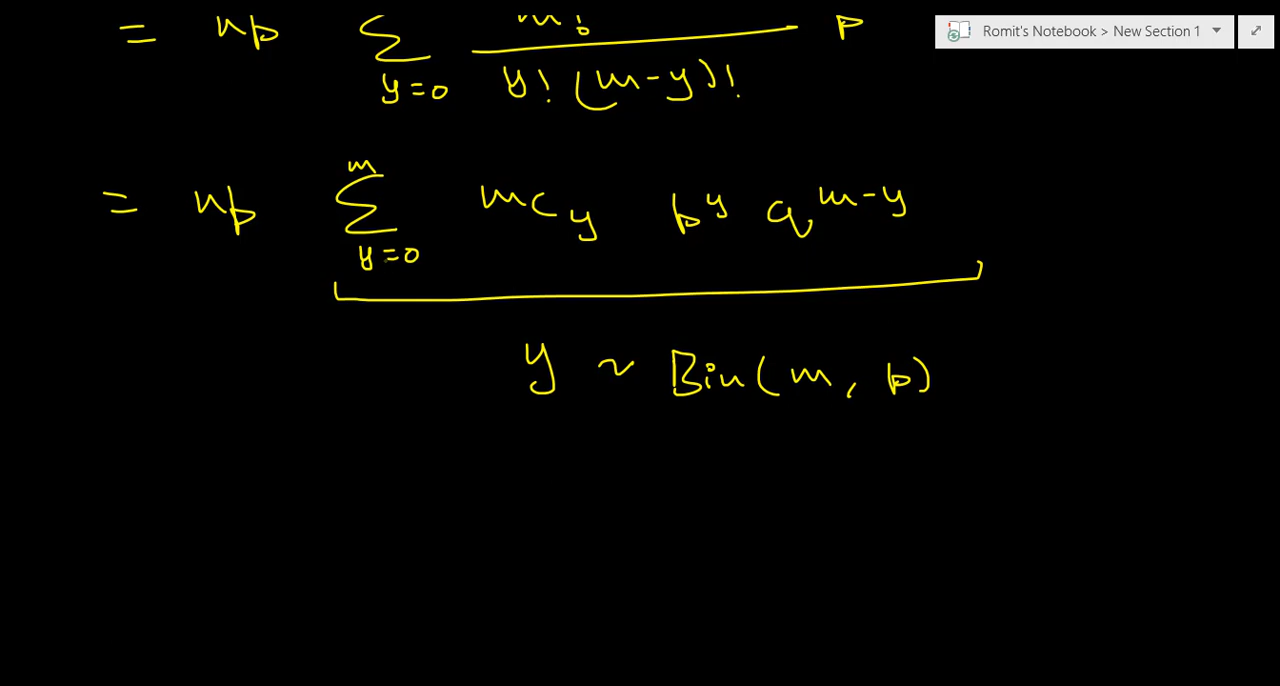 Romit's Notebook > New Section 1
= np Σ y=0 m! / y! (m-y)! p
= np Σ y=0 m mCy p^y q^m-y
y ~ Bin(m, p)